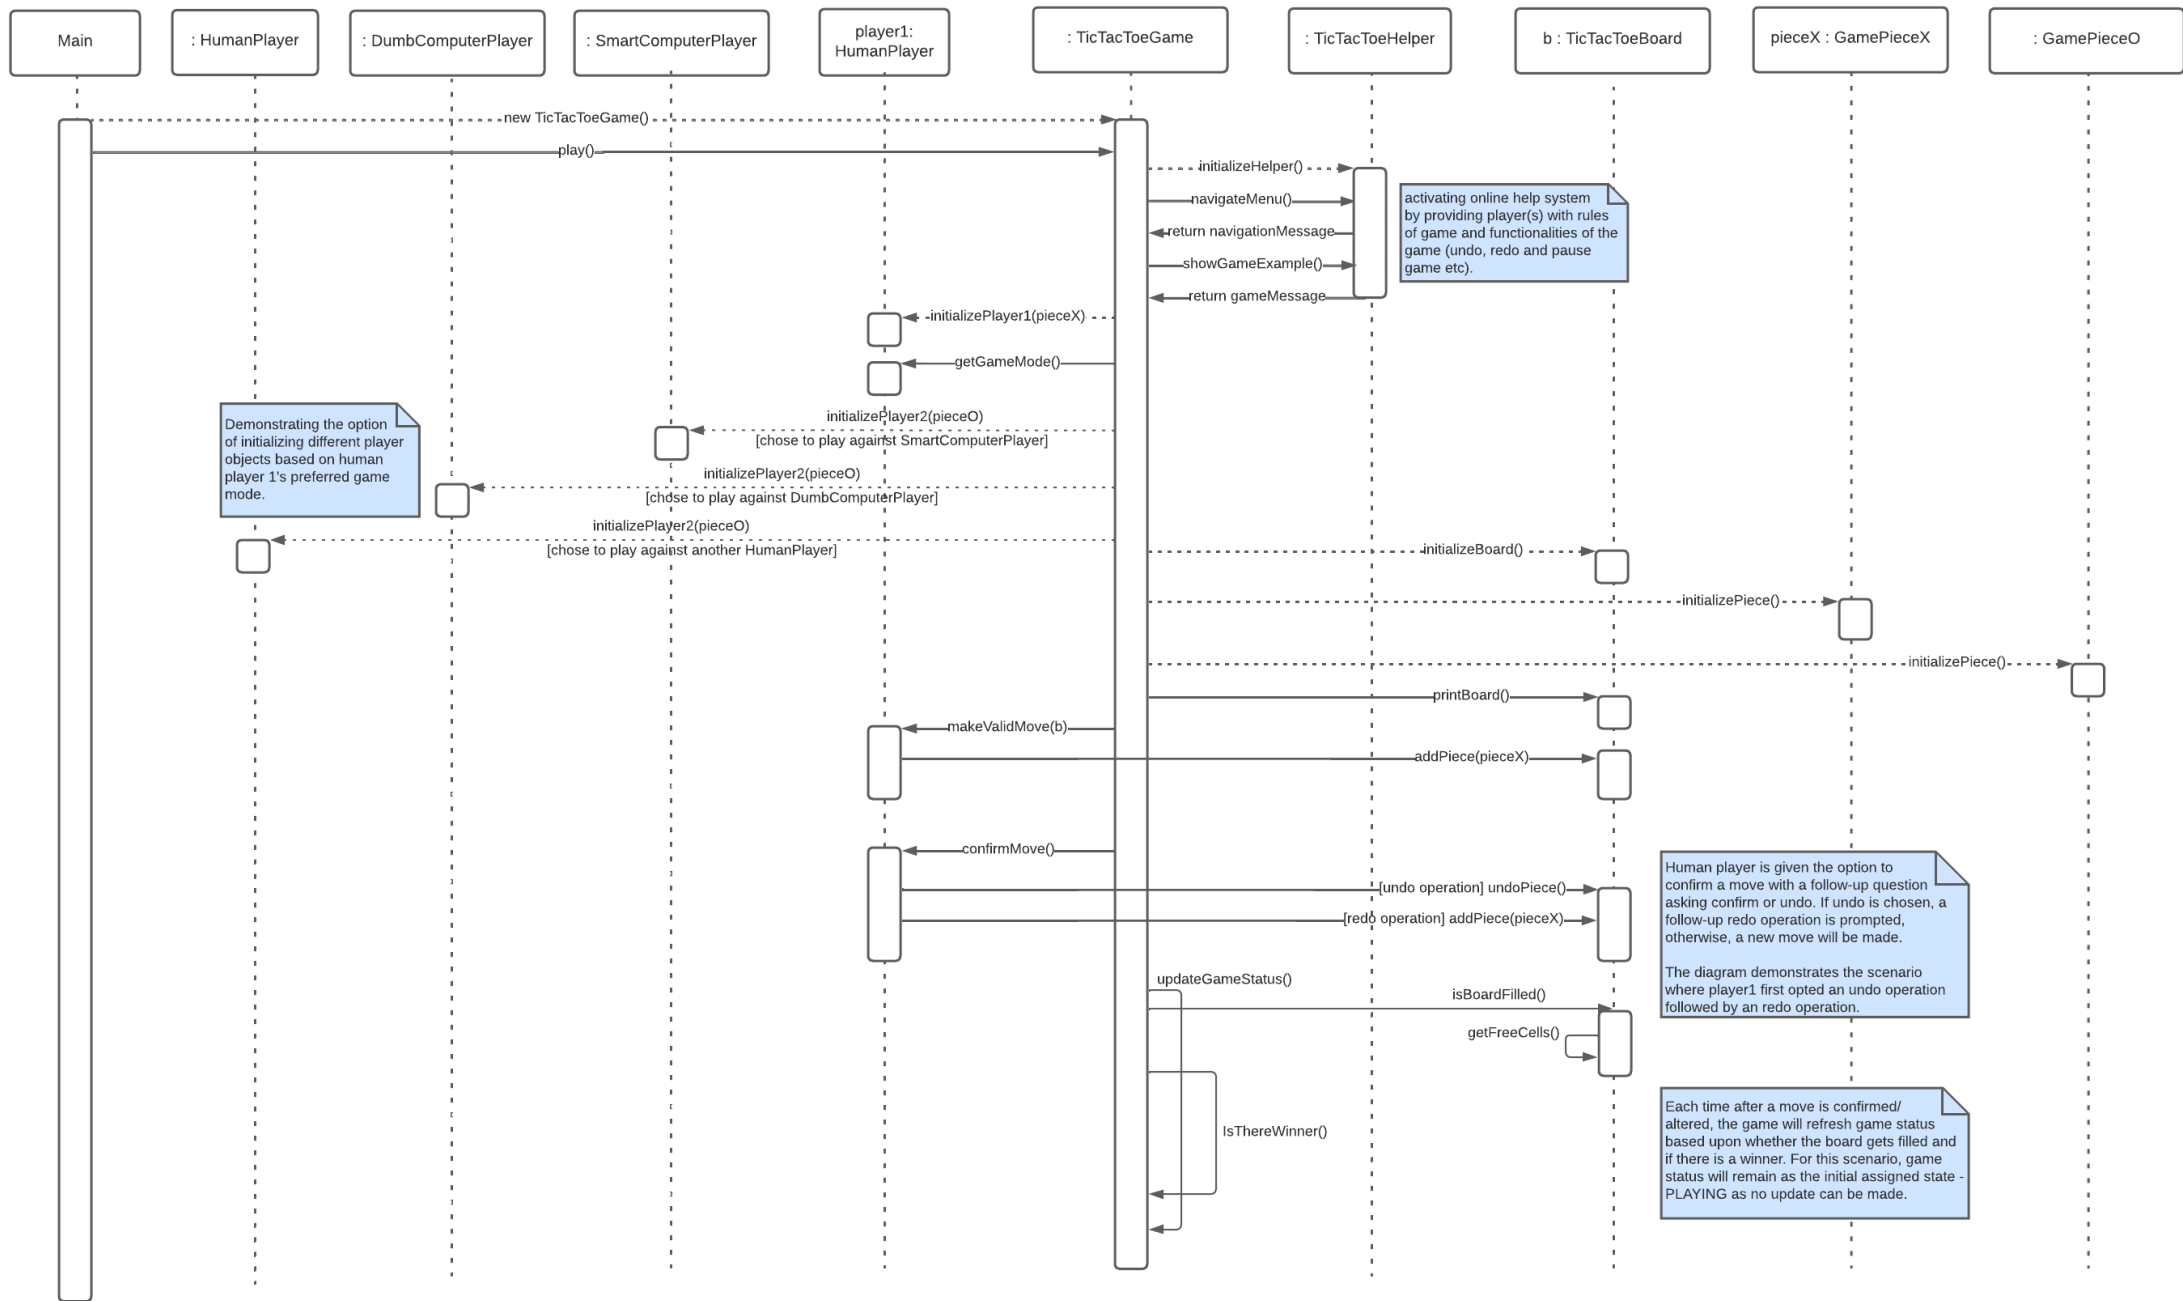 Main
: HumanPlayer
: DumbComputerPlayer
: SmartComputerPlayer
player1:
HumanPlayer
: TicTacToeGame
: TicTacToeHelper
b : TicTacToeBoard
pieceX : GamePieceX
: GamePieceO
new TicTacToeGame()
play()
initializeHelper()
navigateMenu()
return navigationMessage
showGameExample()
return gameMessage
activating online help system
by providing player(s) with rules
of game and functionalities of the
game (undo, redo and pause
game etc).
initializePlayer1(pieceX)
getGameMode()
Demonstrating the option
of initializing different player
objects based on human
player 1's preferred game
mode.
initializePlayer2(pieceO)
[chose to play against SmartComputerPlayer]
initializePlayer2(pieceO)
[chose to play against DumbComputerPlayer]
initializePlayer2(pieceO)
[chose to play against another HumanPlayer]
initializeBoard()
initializePiece()
initializePiece()
printBoard()
makeValidMove(b)
addPiece(pieceX)
confirmMove()
[undo operation] undoPiece()
[redo operation] addPiece(pieceX)
Human player is given the option to
confirm a move with a follow-up question
asking confirm or undo. If undo is chosen, a
follow-up redo operation is prompted,
otherwise, a new move will be made.
The diagram demonstrates the scenario
where player1 first opted an undo operation
followed by an redo operation.
updateGameStatus()
isBoardFilled()
getFreeCells()
IsThereWinner()
Each time after a move is confirmed/
altered, the game will refresh game status
based upon whether the board gets filled and
if there is a winner. For this scenario, game
status will remain as the initial assigned state -
PLAYING as no update can be made.